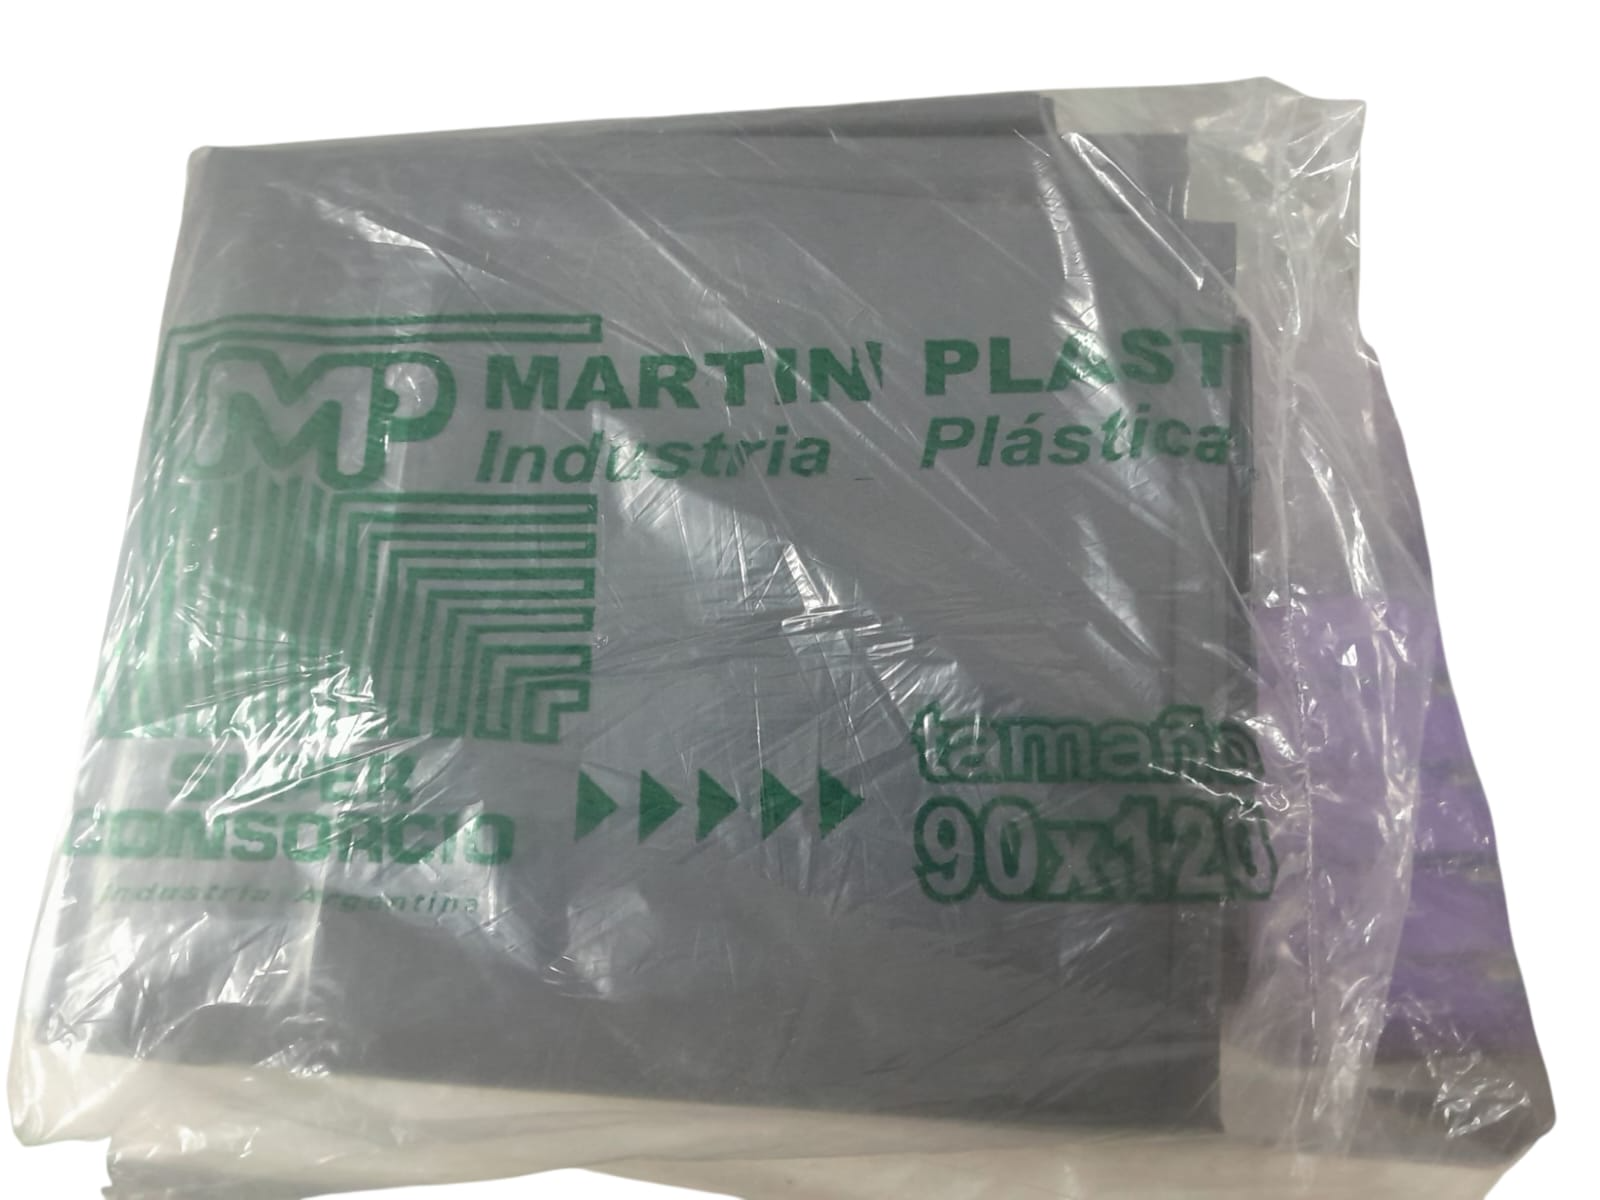 MP
MARTIN PLAST
Industria Plástica
SUPER
CONSORCIO
Industria Argentina
tamaño
90x120